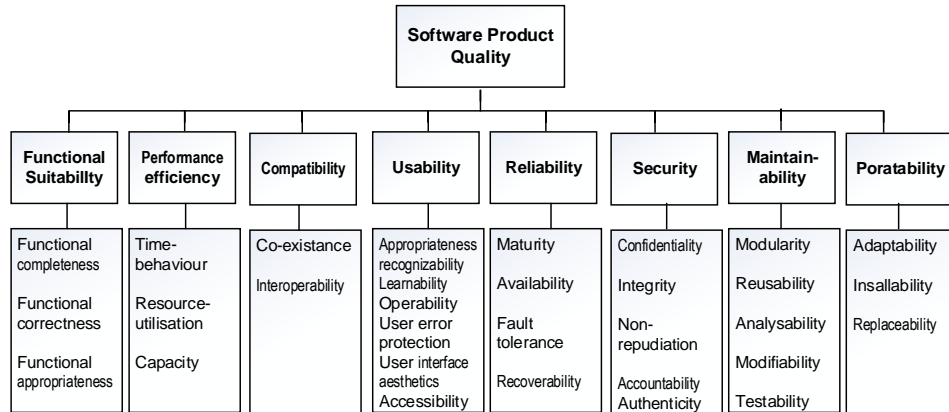 Software Product
Quality
Functional
Suitabillty
Performance
efficiency
Compatibility
Usability
Reliability
Security
Maintain-
ability
Poratability
Functional
completeness
Functional
correctness
Functional
appropriateness
Time-
behaviour
Resource-
utilisation
Capacity
Co-existance
Interoperability
Appropriateness
recognizability
Learnability
Operability
User error
protection
User interface
aesthetics
Accessibility
Maturity
Availability
Fault
tolerance
Recoverability
Confidentiality
Integrity
Non-
repudiation
Accountability
Authenticity
Modularity
Reusability
Analysability
Modifiability
Testability
Adaptability
Insallability
Replaceability